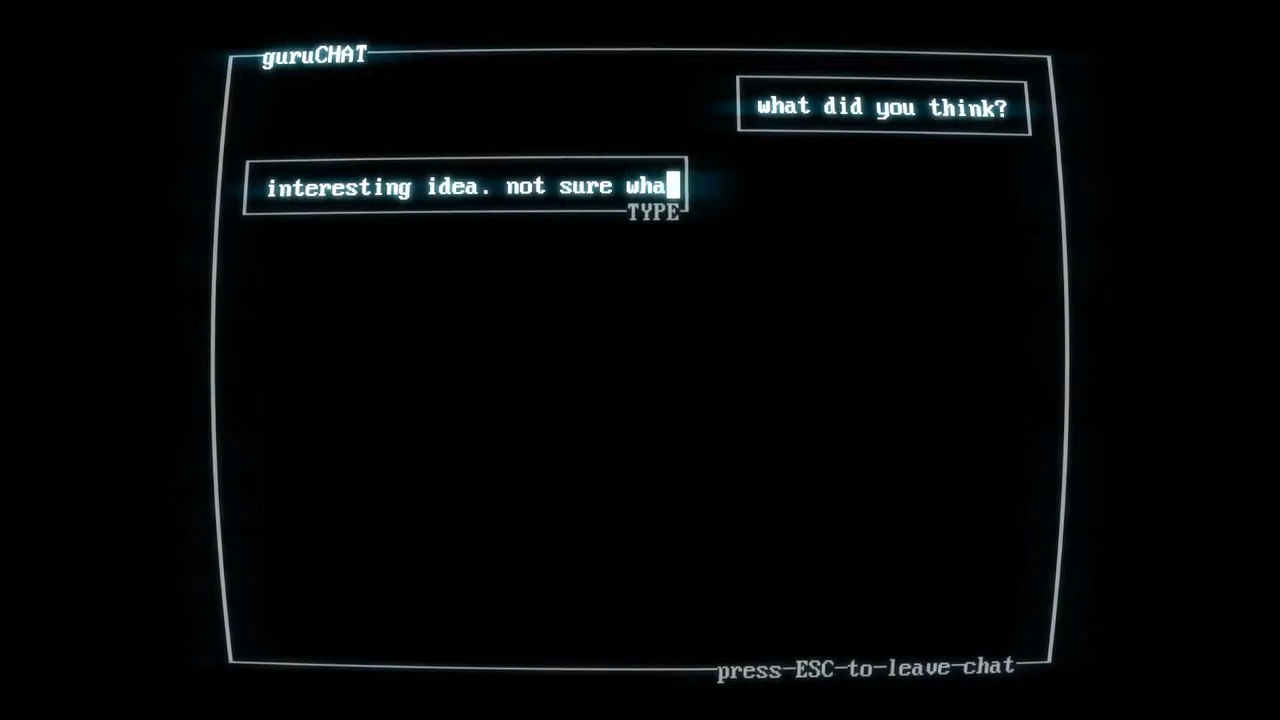 guruCHAT
what did you think?
interesting idea. not sure wha
TYPE
press-ESC-to-leave-chat